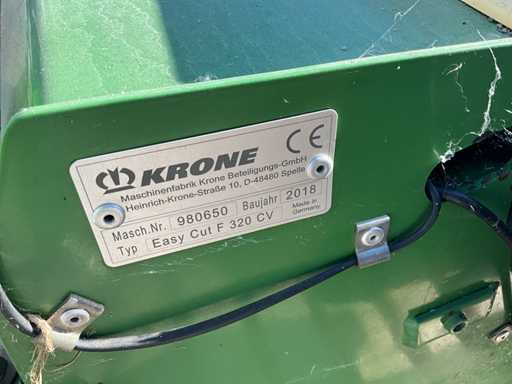 KRONE CE
Maschinenfabrik Krone Beteiligungs-GmbH
Heinrich-Krone-Straße 10, D-48480 Spelle
Masch.Nr. 980650 Baujahr 2018
Typ Easy Cut F 320 CV Made in Germany